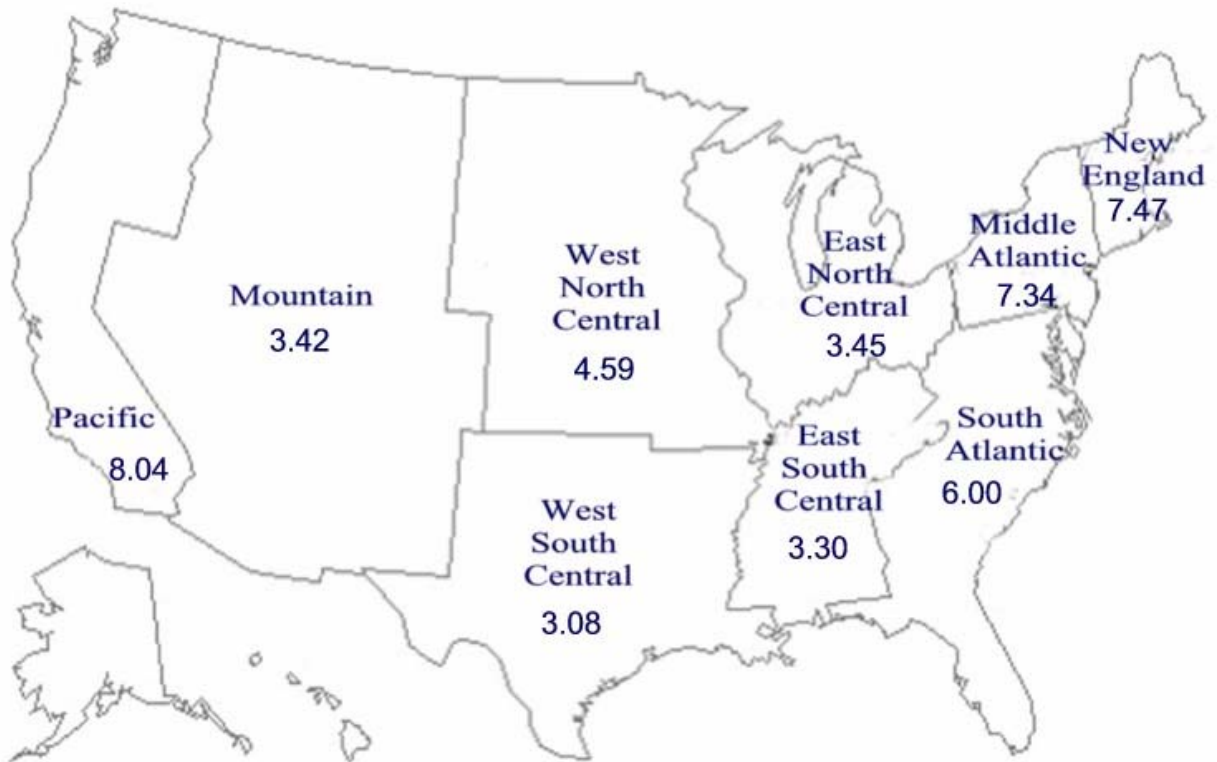 New
England
7.47
Middle
Atlantic
7.34
East
North
Central
3.45
West
North
Central
4.59
Mountain
3.42
Pacific
8.04
South
Atlantic
6.00
East
South
Central
3.30
West
South
Central
3.08